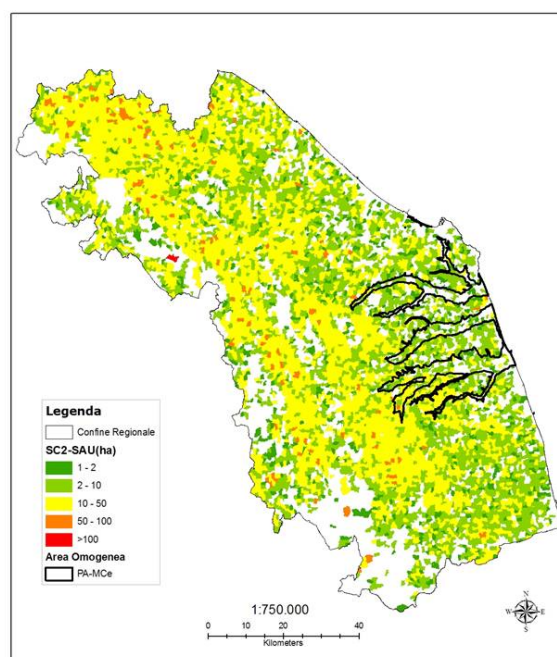 Legenda
Confine Regionale
SC2-SAU(ha)
1 - 2
2 - 10
10 - 50
50 - 100
>100
Area Omogenea
PA-MCe
1:750.000
0 10 20 40
Kilometers
N
W E
S